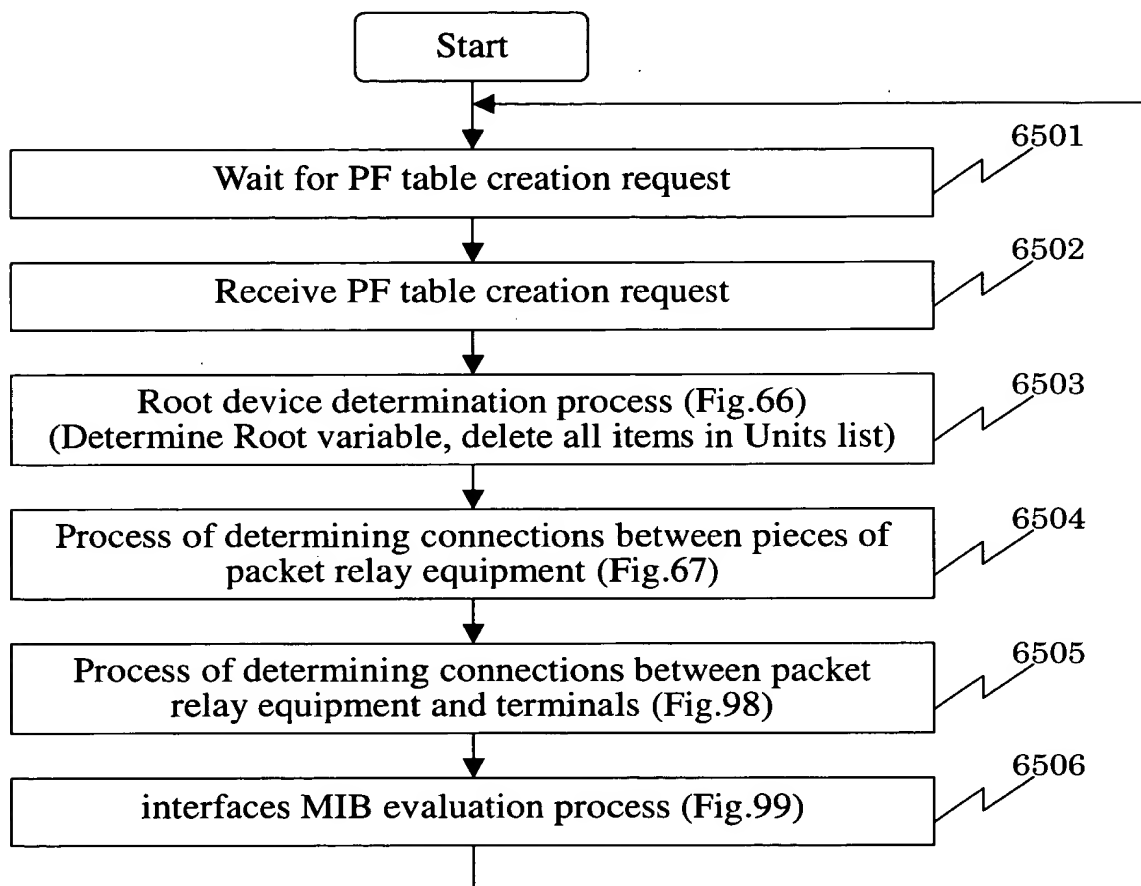 Start
6501
Wait for PF table creation request
6502
Receive PF table creation request
6503
Root device determination process (Fig.66)
(Determine Root variable, delete all items in Units list)
6504
Process of determining connections between pieces of
packet relay equipment (Fig.67)
6505
Process of determining connections between packet
relay equipment and terminals (Fig.98)
6506
interfaces MIB evaluation process (Fig.99)